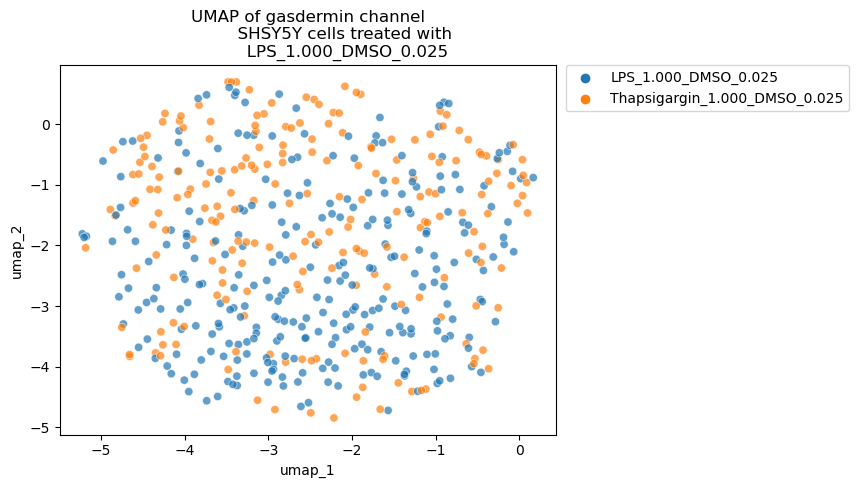 UMAP of gasdermin channel
SHSY5Y cells treated with
LPS_1.000_DMSO_0.025
LPS_1.000_DMSO_0.025
Thapsigargin_1.000_DMSO_0.025
umap_2
0
−1
−2
−3
−4
−5
−5 −4 −3 −2 −1 0
umap_1